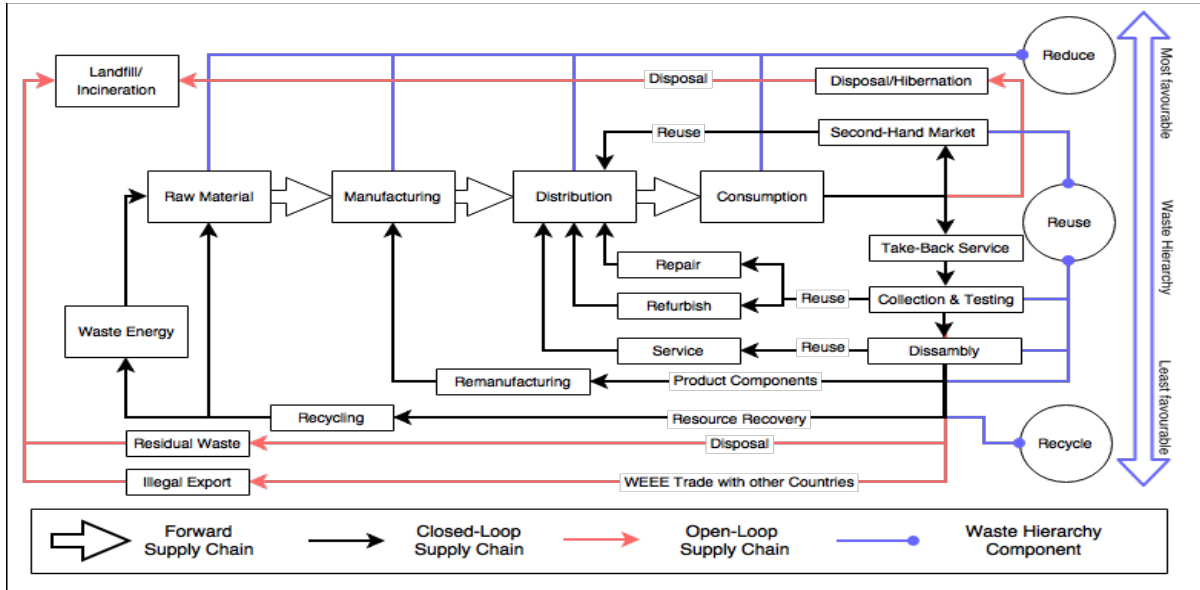 Landfill/
Incineration
Disposal
Disposal/Hibernation
Reduce
Most favourable
Reuse
Second-Hand Market
Raw Material
Manufacturing
Distribution
Consumption
Reuse
Waste Hierarchy
Take-Back Service
Repair
Waste Energy
Refurbish
Reuse
Collection & Testing
Service
Reuse
Dissambly
Remanufacturing
Product Components
Least favourable
Recycling
Resource Recovery
Residual Waste
Disposal
Recycle
Illegal Export
WEEE Trade with other Countries
Forward
Supply Chain
Closed-Loop
Supply Chain
Open-Loop
Supply Chain
Waste Hierarchy
Component